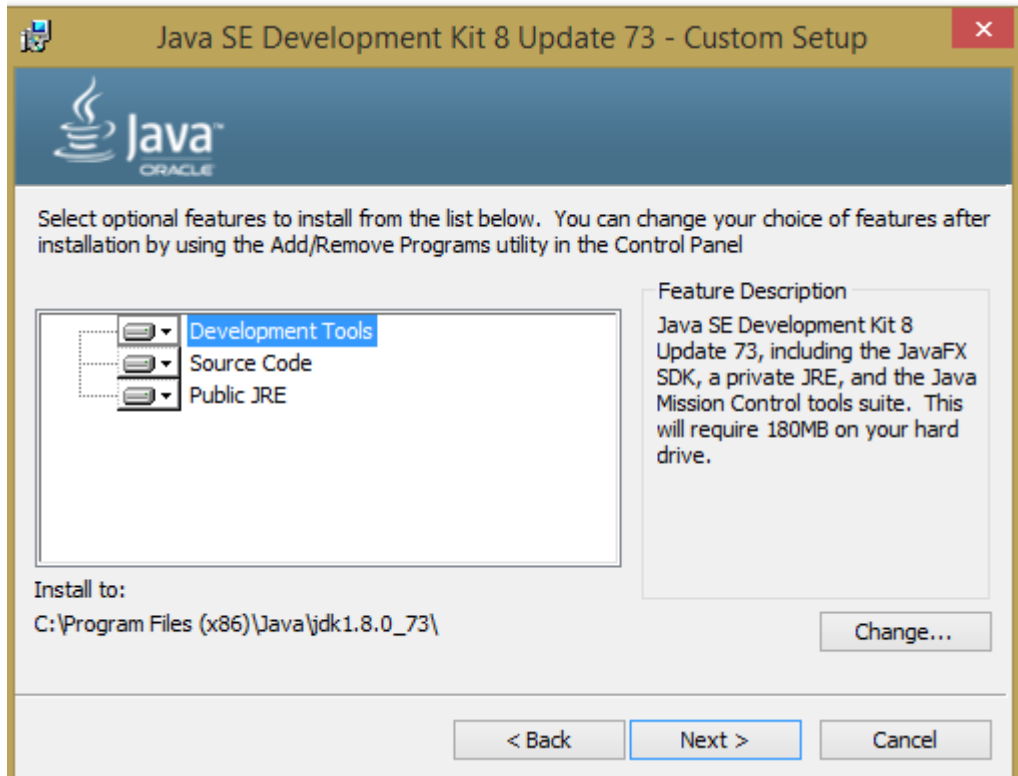 Java SE Development Kit 8 Update 73 - Custom Setup
Java™
ORACLE
Select optional features to install from the list below.  You can change your choice of features after
installation by using the Add/Remove Programs utility in the Control Panel
Development Tools
Source Code
Public JRE
Feature Description
Java SE Development Kit 8
Update 73, including the JavaFX
SDK, a private JRE, and the Java
Mission Control tools suite.  This
will require 180MB on your hard
drive.
Install to:
C:\Program Files (x86)\Java\jdk1.8.0_73\
Change...
< Back
Next >
Cancel